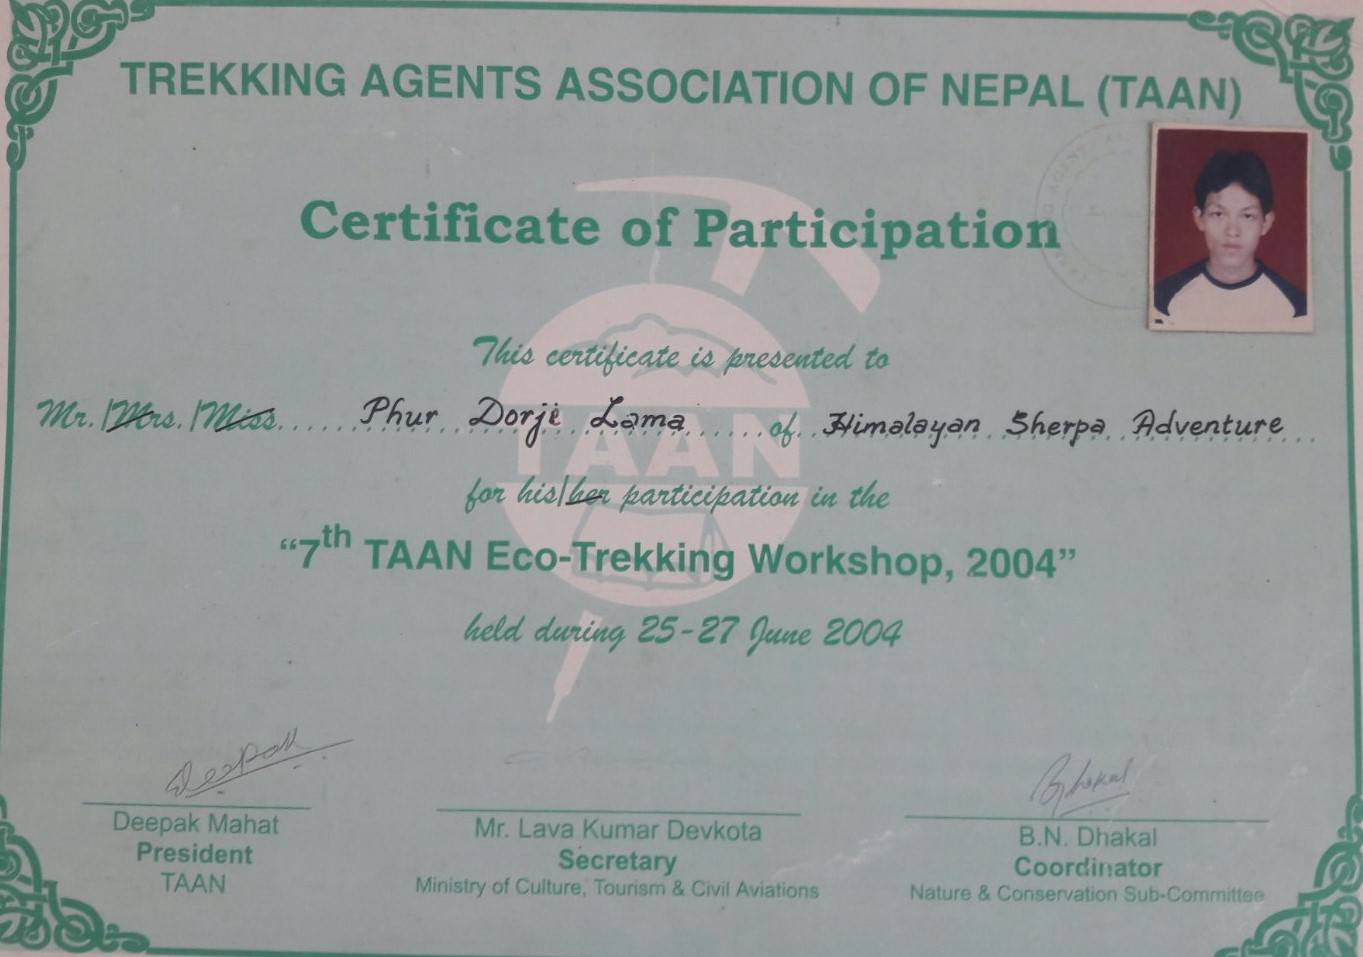 TREKKING AGENTS ASSOCIATION OF NEPAL (TAAN)
Certificate of Participation
This certificate is presented to
Mr./Mrs./Miss..... Phur Dorje Lama of Himalayan Sherpa Adventure
TAAN
for his/her participation in the
“7th TAAN Eco-Trekking Workshop, 2004”
held during 25-27 June 2004
Deepak
Dhakal
Deepak Mahat
President
TAAN
Mr. Lava Kumar Devkota
Secretary
Ministry of Culture, Tourism & Civil Aviations
B.N. Dhakal
Coordinator
Nature & Conservation Sub-Committee